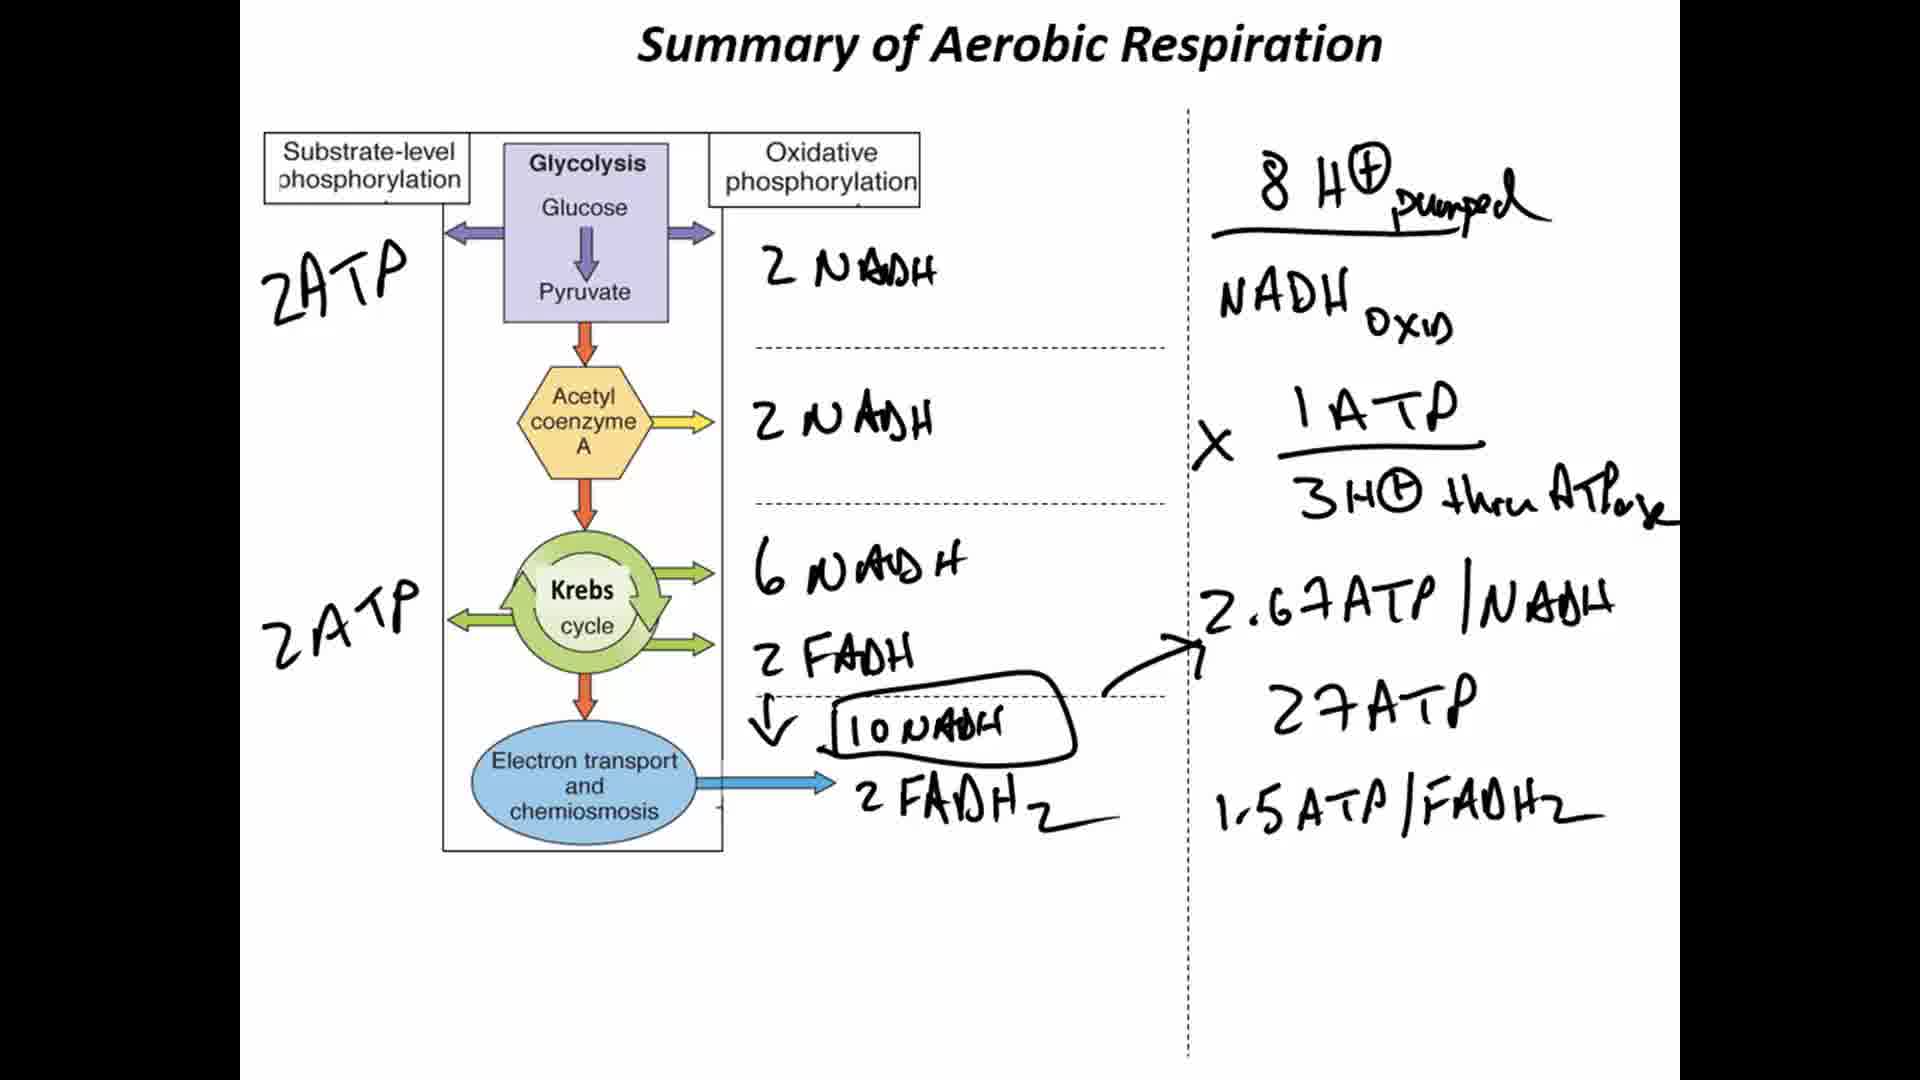 Summary of Aerobic Respiration
Substrate-level
phosphorylation
Glycolysis
Glucose
Pyruvate
Oxidative
phosphorylation
2ATP
2 NADH
Acetyl
coenzyme
A
2 NADH
Krebs
cycle
2ATP
6 NADH
2 FADH
10 NADH
Electron transport
and
chemiosmosis
2 FADH2
8 H+ pumped
NADH OXID
X 1 ATP
3H+ thru ATPase
2.67ATP/NADH
27ATP
1.5ATP/FADH2